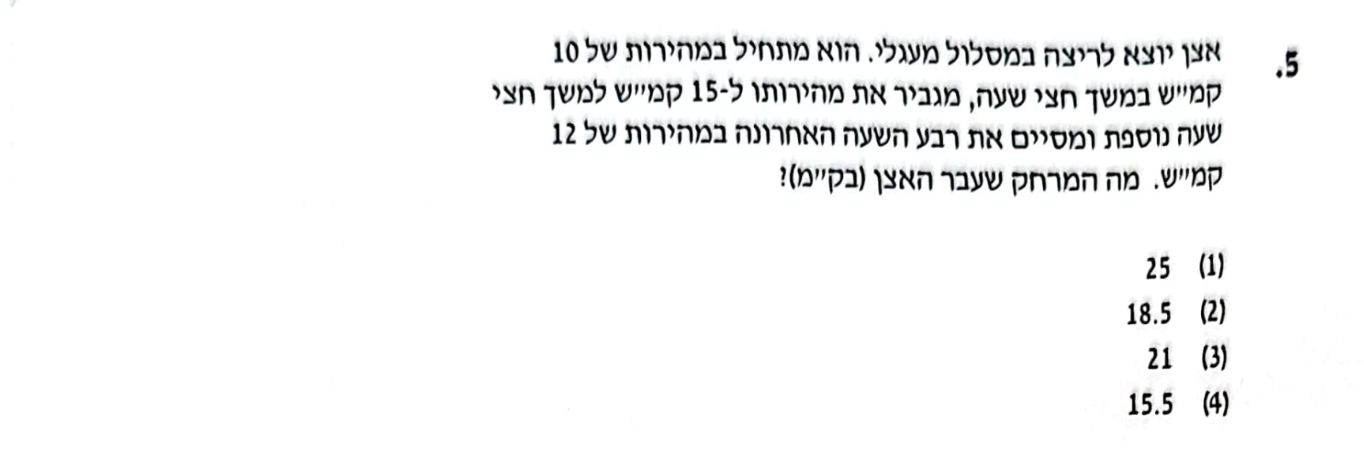 5. אצן יוצא לריצה במסלול מעגלי. הוא מתחיל במהירות של 10
קמ״ש במשך חצי שעה, מגביר את מהירותו ל-15 קמ״ש למשך חצי
שעה נוספת ומסיים את רבע השעה האחרונה במהירות של 12
קמ״ש. מה המרחק שעבר האצן (בק״מ)?
(1) 25
(2) 18.5
(3) 21
(4) 15.5